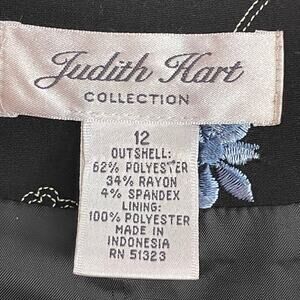 Judith Hart
COLLECTION
12
OUTSHELL:
62% POLYESTER
34% RAYON
4% SPANDEX
LINING:
100% POLYESTER
MADE IN
INDONESIA
RN 51323